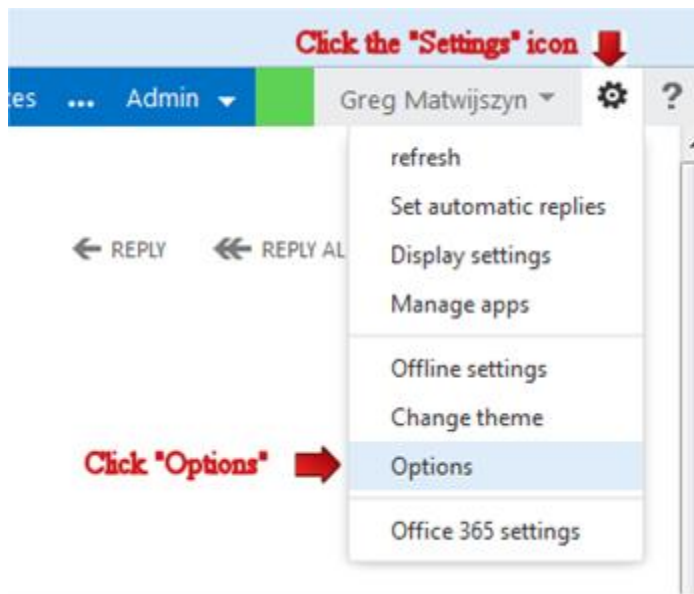 Click the "Settings" icon
... Admin Greg Matwijszyn ?
refresh
Set automatic replies
REPLY REPLY AL Display settings
Manage apps
Offline settings
Change theme
Click "Options" Options
Office 365 settings